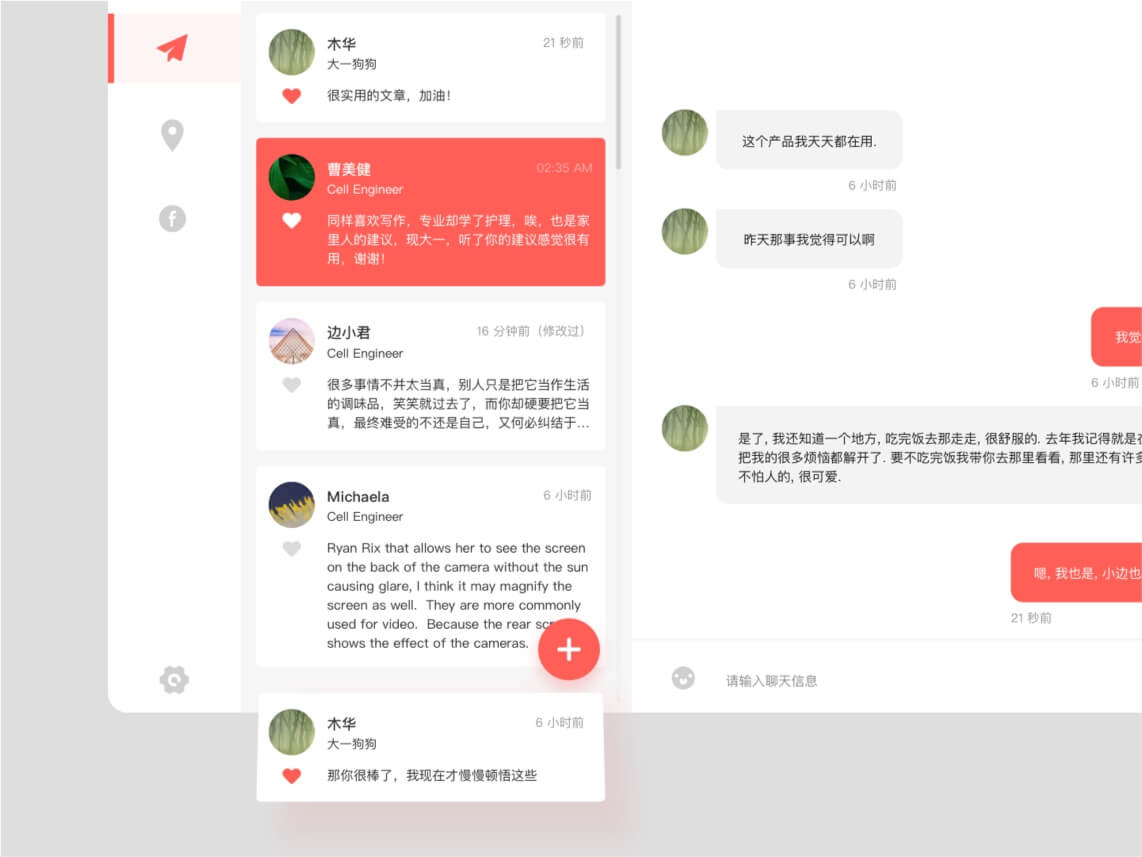 木华
21 秒前
大一狗狗
很实用的文章，加油！
曹美健
02:35 AM
Cell Engineer
同样喜欢写作，专业却学了护理，唉，也是家
里人的建议，现大一，听了你的建议感觉很有
用，谢谢！
边小君
16 分钟前（修改过）
Cell Engineer
很多事情不并太当真，别人只是把它当作生活
的调味品，笑笑就过去了，而你却硬要把它当
真，最终难受的不还是自己，又何必纠结于...
Michaela
6 小时前
Cell Engineer
Ryan Rix that allows her to see the screen
on the back of the camera without the sun
causing glare, I think it may magnify the
screen as well. They are more commonly
used for video. Because the rear
shows the effect of the cameras.
木华
6 小时前
大一狗狗
那你很棒了，我现在才慢慢顿悟这些
这个产品我天天都在用.
6 小时前
昨天那事我觉得可以啊
6 小时前
我觉
6 小时前
是了, 我还知道一个地方, 吃完饭去那走走, 很舒服的. 去年我记得就是在
把我的很多烦恼都解开了. 要不吃完饭我带你去那里看看, 那里还有许多
不怕人的, 很可爱.
嗯, 我也是, 小边也
21 秒前
请输入聊天信息